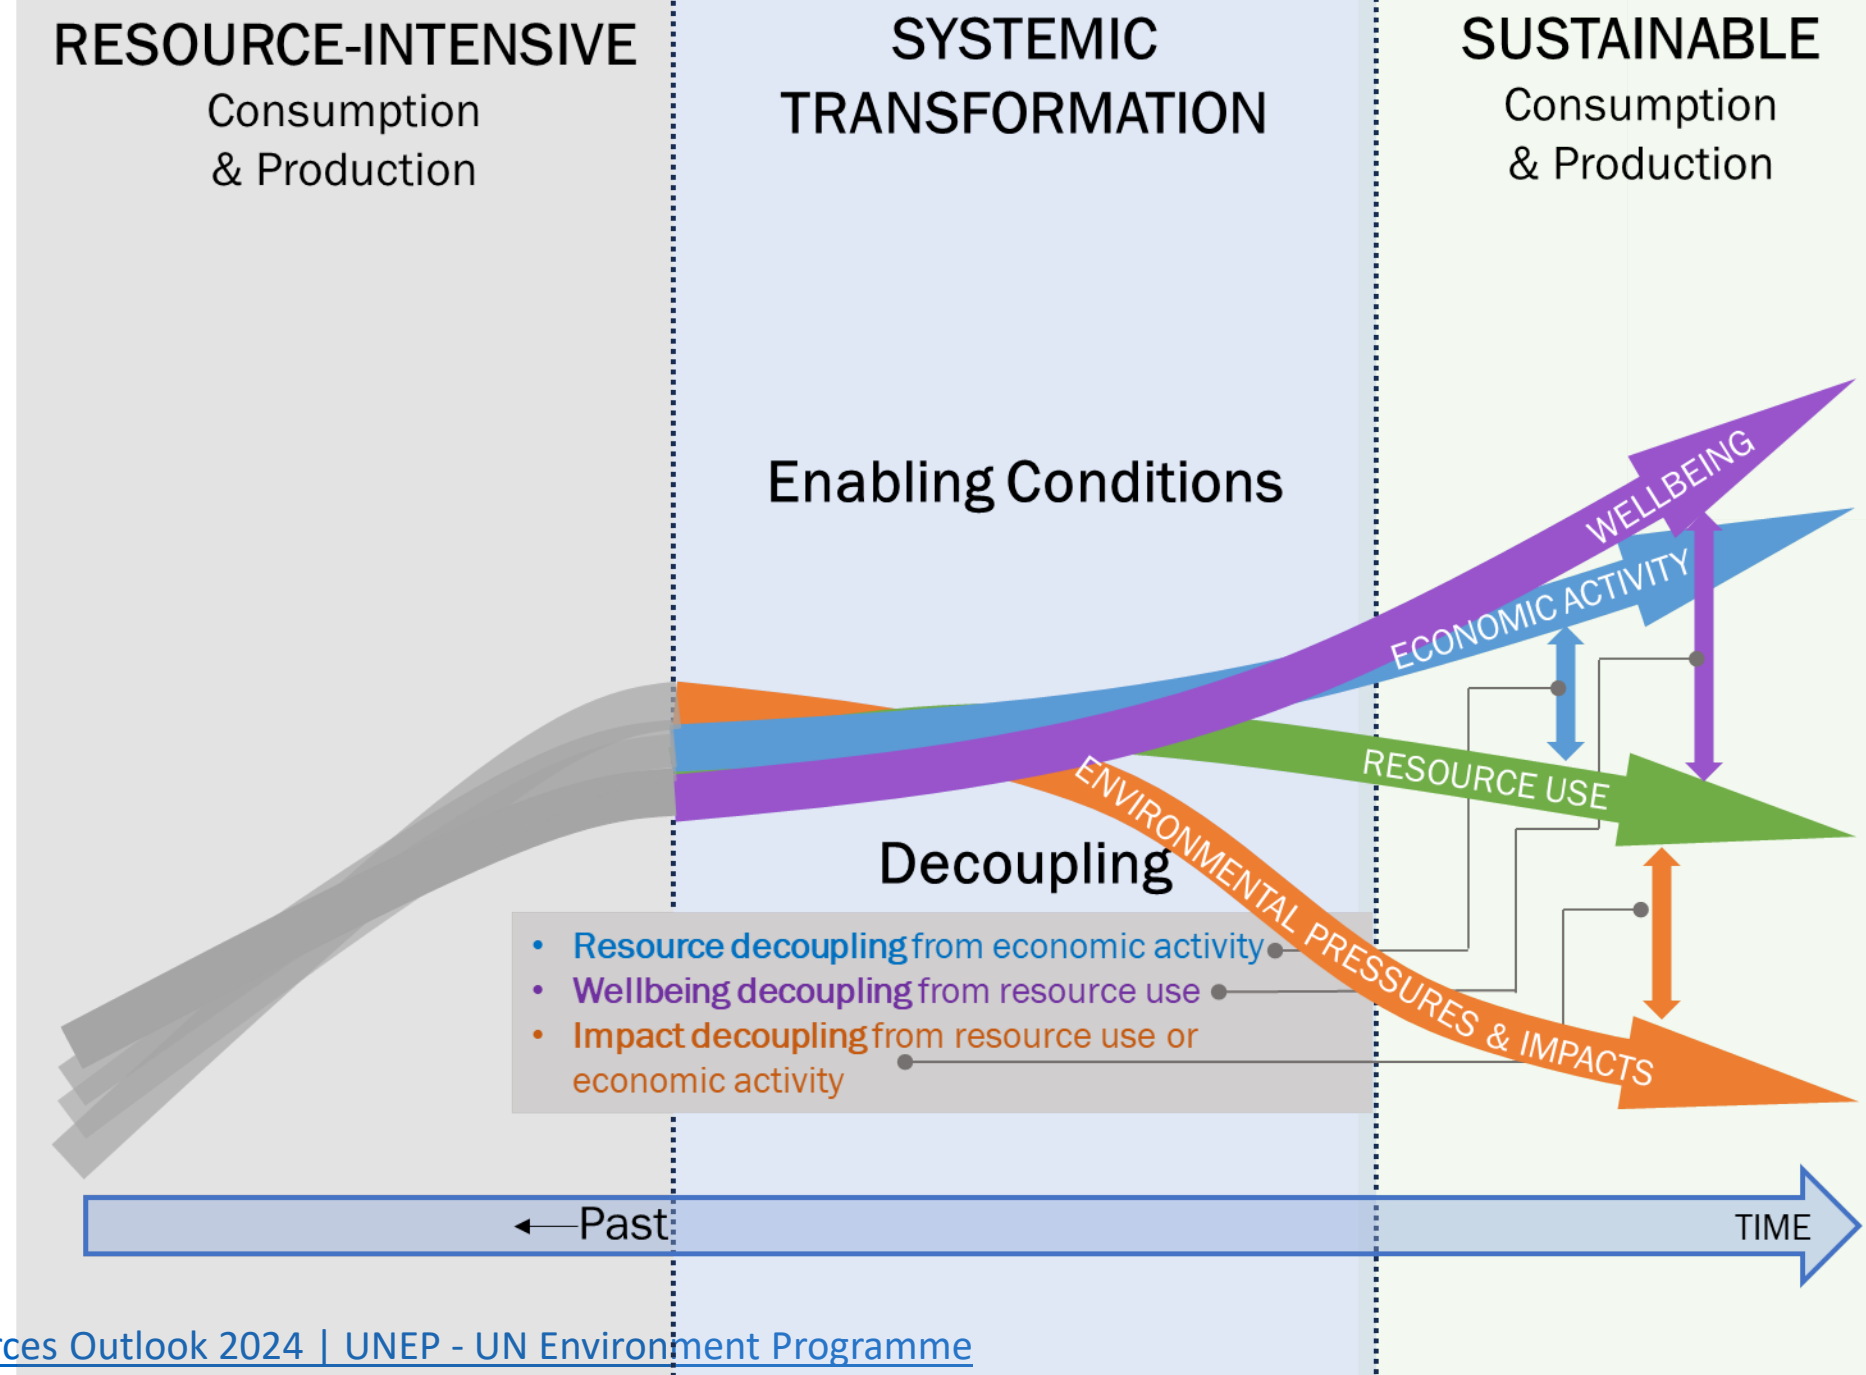 RESOURCE-INTENSIVE
Consumption
& Production
SYSTEMIC
TRANSFORMATION
SUSTAINABLE
Consumption
& Production
Enabling Conditions
WELLBEING
ECONOMIC ACTIVITY
RESOURCE USE
ENVIRONMENTAL PRESSURES & IMPACTS
Decoupling
• Resource decoupling from economic activity
• Wellbeing decoupling from resource use
• Impact decoupling from resource use or
economic activity
Past
TIME
Outlook 2024 | UNEP - UN Environment Programme